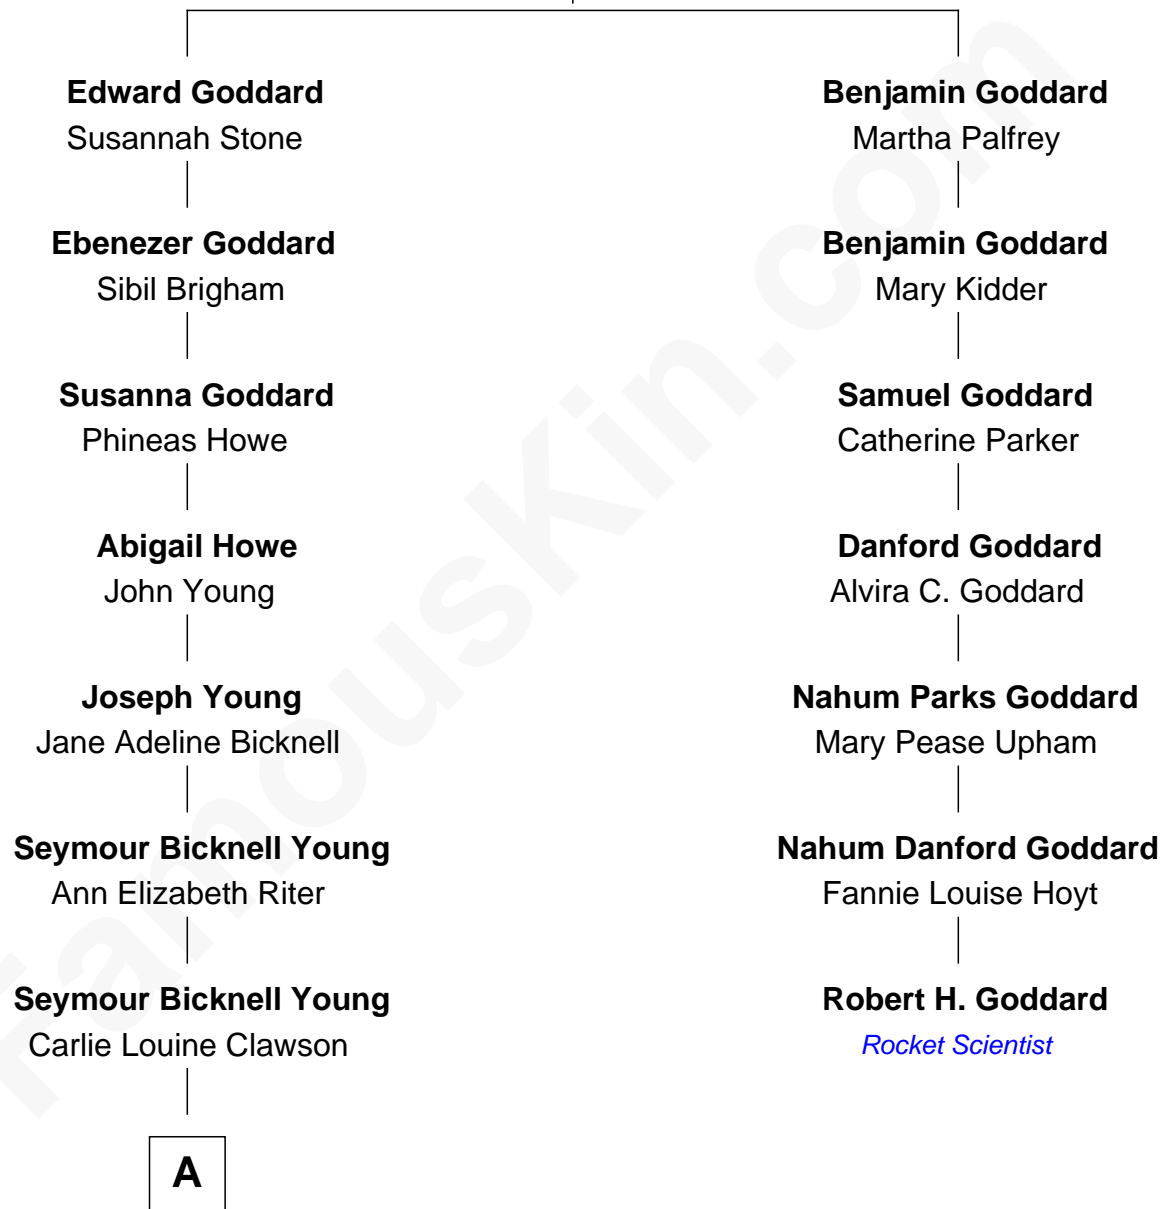 Edward Goddard
Susannah Stone
Ebenezer Goddard
Sibil Brigham
Susanna Goddard
Phineas Howe
Abigail Howe
John Young
Joseph Young
Jane Adeline Bicknell
Seymour Bicknell Young
Ann Elizabeth Riter
Seymour Bicknell Young
Carlie Louine Clawson
A
Benjamin Goddard
Martha Palfrey
Benjamin Goddard
Mary Kidder
Samuel Goddard
Catherine Parker
Danford Goddard
Alvira C. Goddard
Nahum Parks Goddard
Mary Pease Upham
Nahum Danford Goddard
Fannie Louise Hoyt
Robert H. Goddard
Rocket Scientist
FamousKin.com